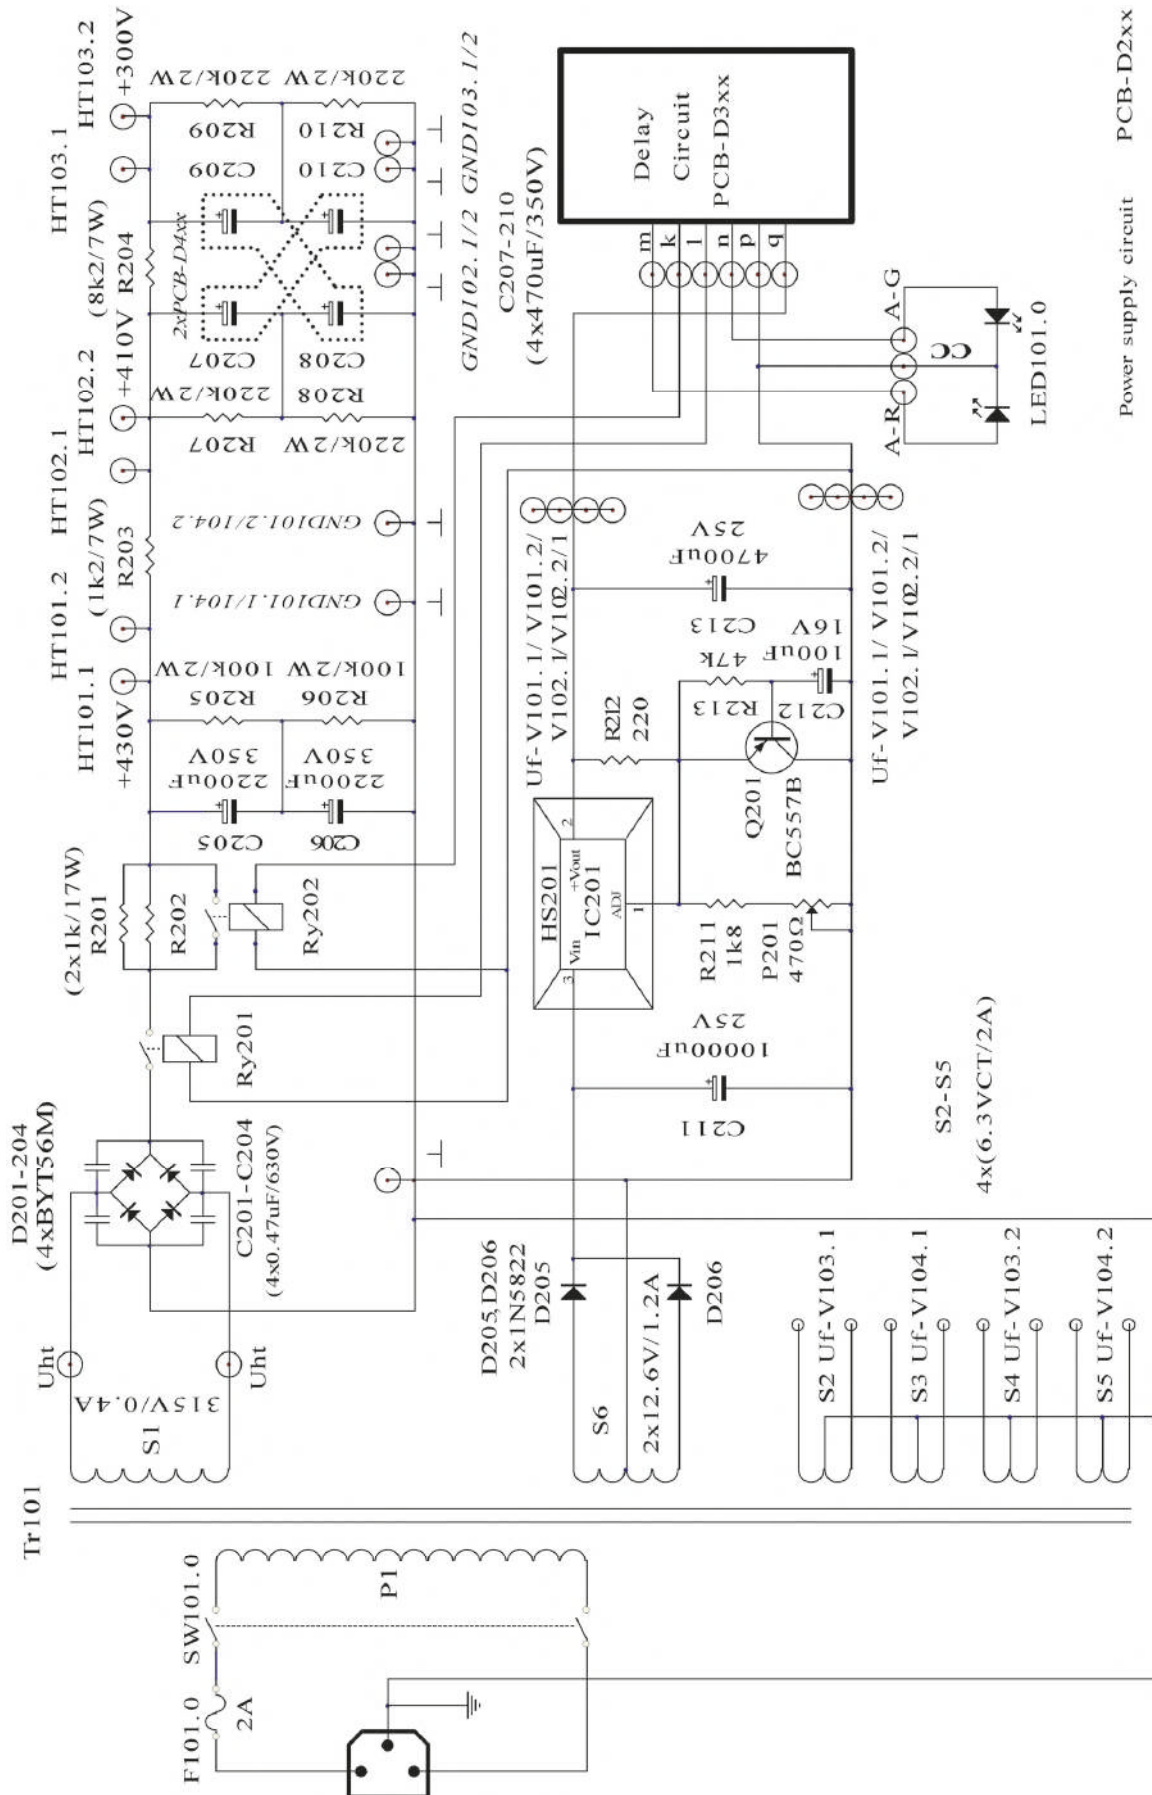 Tr101
F101.0
2A
SW101.0
P1
S1
315V/0.4A
Uht
Uht
D201-204
(4xBYT56M)
C201-C204
(4x0.47uF/630V)
Ry201
(2x1k/17W)
R201
R202
Ry202
C205
2200uF
350V
C206
2200uF
350V
R205
100k/2W
R206
100k/2W
+430V
HT101.1
HT101.2
(1k2/7W)
R203
GND101.1/104.1
GND101.2/104.2
HT102.1
HT102.2
+410V
R207
220k/2W
R208
220k/2W
(8k2/7W)
R204
2xPCB-D4xx
C207
C208
C209
C210
R209
220k/2W
R210
220k/2W
HT103.1
HT103.2
+300V
GND102.1/2 GND103.1/2
C207-210
(4x470uF/350V)
Delay
Circuit
PCB-D3xx
m
k
l
n
p
q
A-G
CC
A-R
LED101.0
S6
2x12.6V/1.2A
D205,D206
2x1N5822
D205
D206
C211
10000uF
25V
HS201
IC201
3
Vin
+Vout
2
ADJ
1
R211
1k8
P201
470Ω
R212
220
Q201
BC557B
R213
47k
C212
100uF
16V
C213
4700uF
25V
Uf-V101.1/V101.2/
V102.1/V102.2/1
Uf-V101.1/V101.2/
V102.1/V102.2/1
S2-S5
4x(6.3VCT/2A)
S2 Uf-V103.1
S3 Uf-V104.1
S4 Uf-V103.2
S5 Uf-V104.2
Power supply circuit
PCB-D2xx